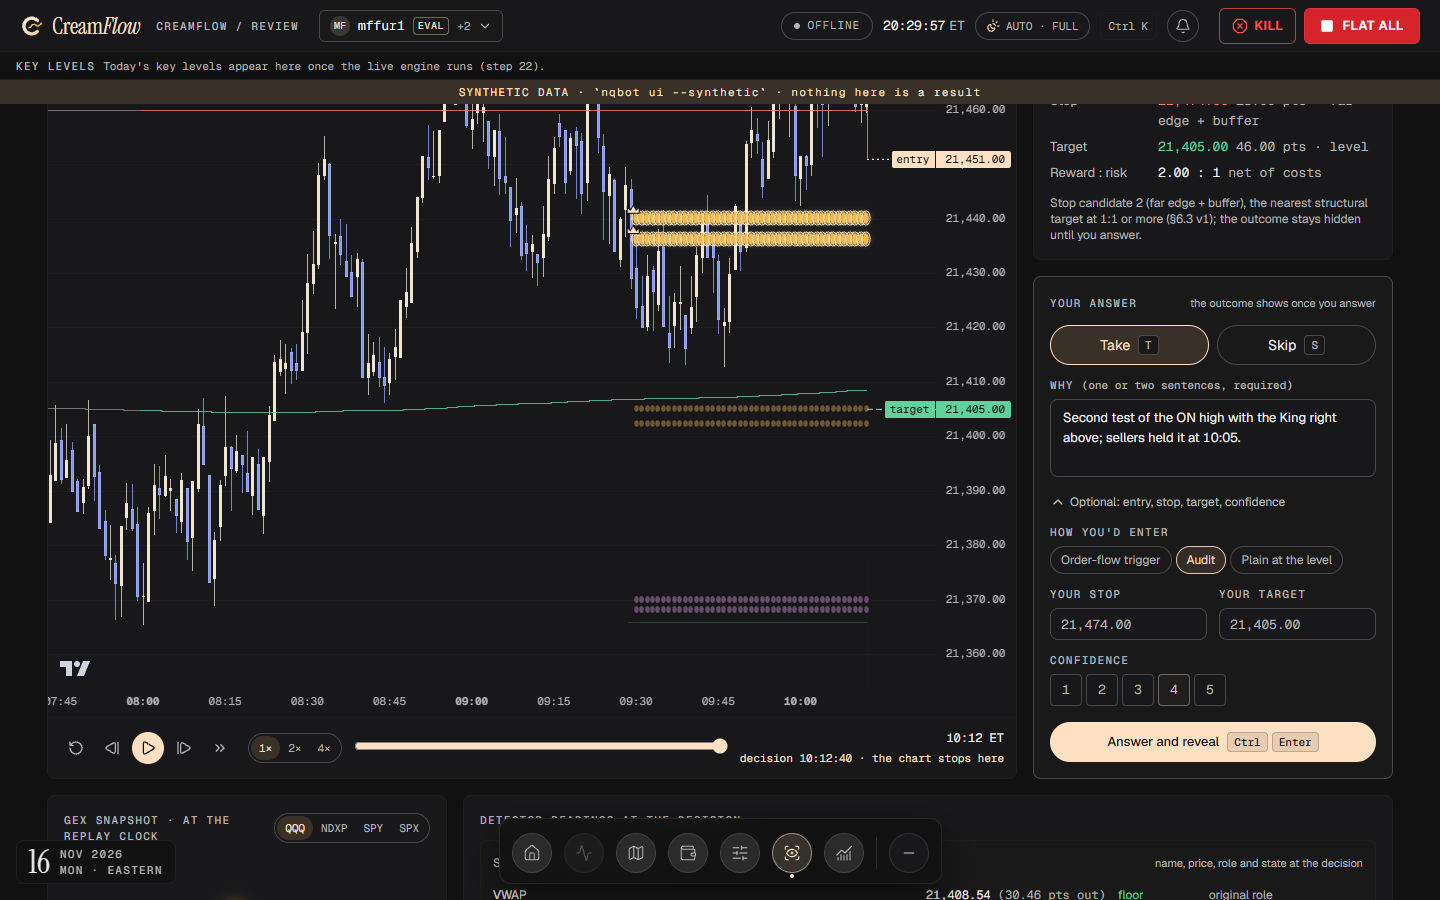 CreamFlow
CREAMFLOW / REVIEW
MF mffur1 EVAL +2
OFFLINE
20:29:57 ET
AUTO · FULL
Ctrl K
KILL
FLAT ALL
KEY LEVELS Today's key levels appear here once the live engine runs (step 22).
SYNTHETIC DATA · `nqbot ui --synthetic` · nothing here is a result
21,460.00
entry 21,451.00
21,440.00
21,430.00
21,420.00
21,410.00
target 21,405.00
21,400.00
21,390.00
21,380.00
21,370.00
21,360.00
07:45 08:00 08:15 08:30 08:45 09:00 09:15 09:30 09:45 10:00
1× 2× 4×
10:12 ET
decision 10:12:40 · the chart stops here
edge + buffer
Target 21,405.00 46.00 pts · level
Reward : risk 2.00 : 1 net of costs
Stop candidate 2 (far edge + buffer), the nearest structural
target at 1:1 or more (§6.3 v1); the outcome stays hidden
until you answer.
YOUR ANSWER the outcome shows once you answer
Take T Skip S
WHY (one or two sentences, required)
Second test of the ON high with the King right
above; sellers held it at 10:05.
Optional: entry, stop, target, confidence
HOW YOU'D ENTER
Order-flow trigger Audit Plain at the level
YOUR STOP YOUR TARGET
21,474.00 21,405.00
CONFIDENCE
1 2 3 4 5
Answer and reveal Ctrl Enter
GEX SNAPSHOT · AT THE
REPLAY CLOCK
QQQ NDXP SPY SPX
16 NOV 2026
MON · EASTERN
name, price, role and state at the decision
VWAP 21,408.54 (30.46 pts out) floor original role